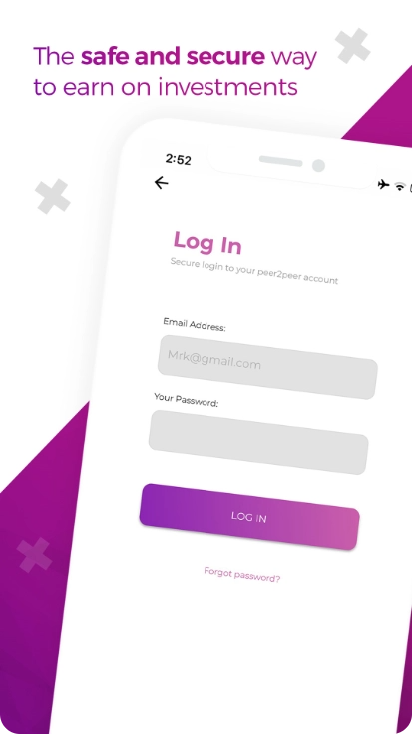 The safe and secure way
to earn on investments
2:52
Log In
Secure login to your peer2peer account
Email Address:
Mrk@gmail.com
Your Password:
LOG IN
Forgot password?